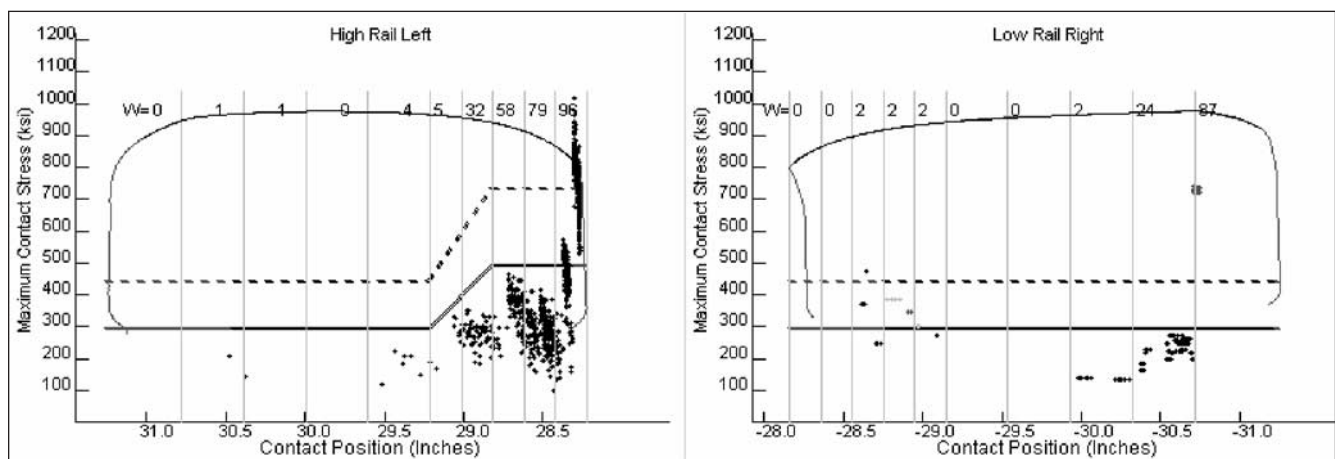 High Rail Left
1200
1100
1000
900
800
700
600
500
400
300
200
100
Maximum Contact Stress (ksi)
W= 0 1 1 0 4 5 32 58 79 96
31.0 30.5 30.0 29.5 29.0 28.5
Contact Position (Inches)
Low Rail Right
1200
1100
1000
900
800
700
600
500
400
300
200
100
Maximum Contact Stress (ksi)
W= 0 0 2 2 2 0 0 2 24 87
-28.0 -28.5 -29.0 -29.5 -30.0 -30.5 -31.0
Contact Position (Inches)